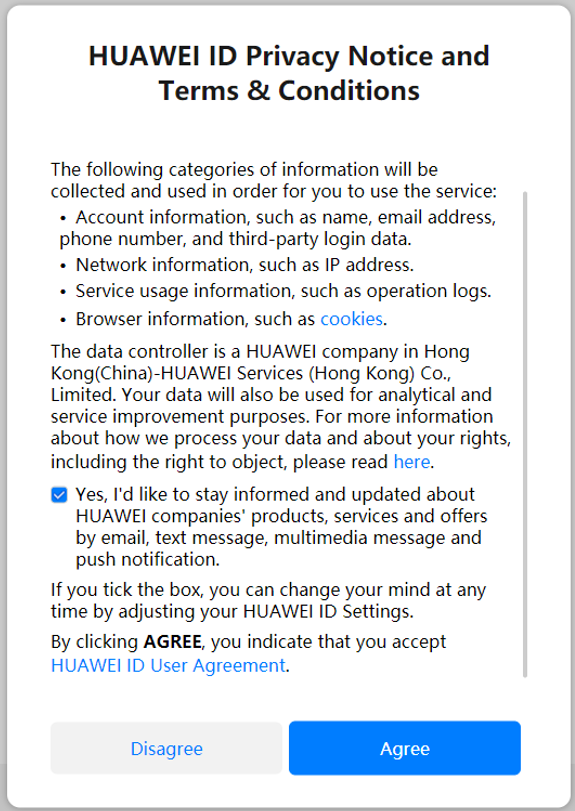 HUAWEI ID Privacy Notice and
Terms & Conditions
The following categories of information will be
collected and used in order for you to use the service:
• Account information, such as name, email address,
phone number, and third-party login data.
• Network information, such as IP address.
• Service usage information, such as operation logs.
• Browser information, such as cookies.
The data controller is a HUAWEI company in Hong
Kong(China)-HUAWEI Services (Hong Kong) Co.,
Limited. Your data will also be used for analytical and
service improvement purposes. For more information
about how we process your data and about your rights,
including the right to object, please read here.
Yes, I'd like to stay informed and updated about
HUAWEI companies' products, services and offers
by email, text message, multimedia message and
push notification.
If you tick the box, you can change your mind at any
time by adjusting your HUAWEI ID Settings.
By clicking AGREE, you indicate that you accept
HUAWEI ID User Agreement.
Disagree
Agree